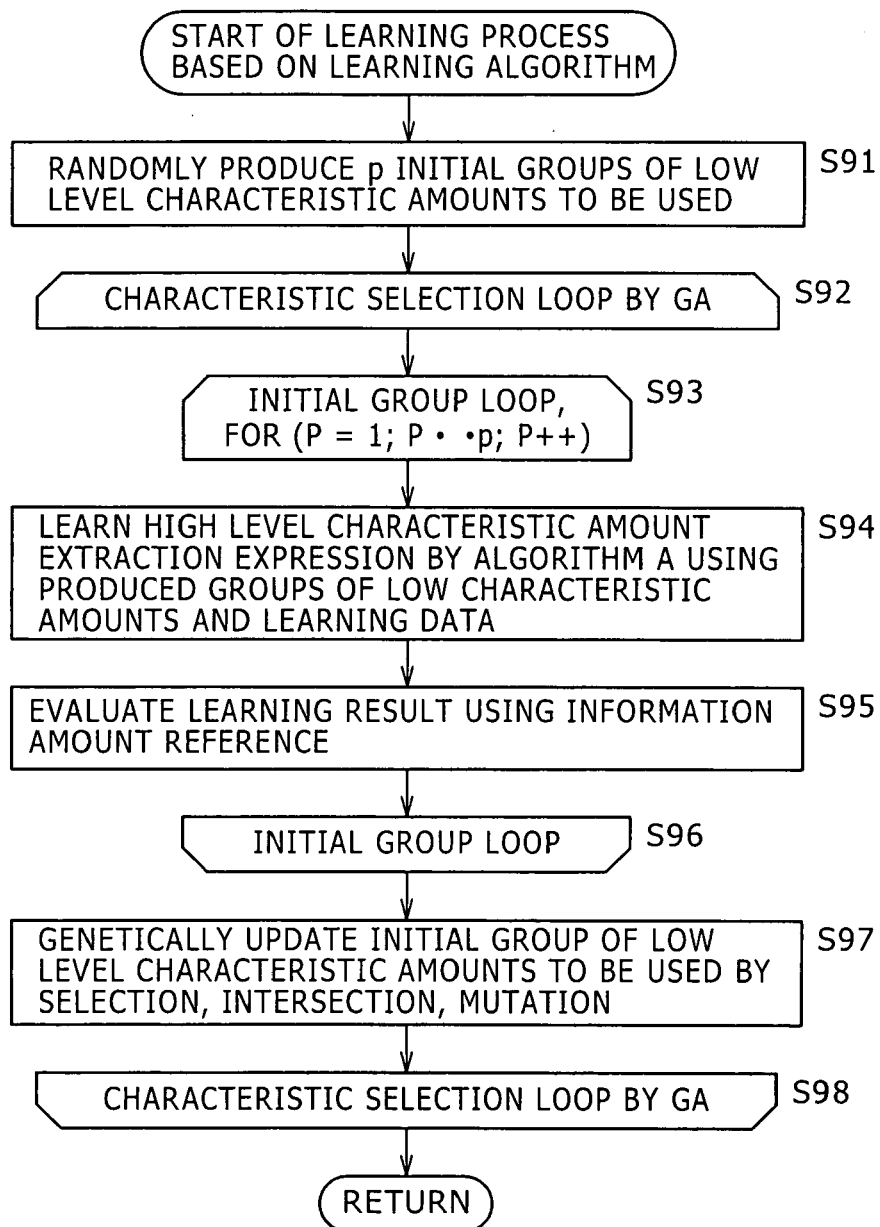 START OF LEARNING PROCESS
BASED ON LEARNING ALGORITHM
RANDOMLY PRODUCE p INITIAL GROUPS OF LOW
LEVEL CHARACTERISTIC AMOUNTS TO BE USED
S91
CHARACTERISTIC SELECTION LOOP BY GA
S92
INITIAL GROUP LOOP,
FOR (P = 1; P • •p; P++)
S93
LEARN HIGH LEVEL CHARACTERISTIC AMOUNT
EXTRACTION EXPRESSION BY ALGORITHM A USING
PRODUCED GROUPS OF LOW CHARACTERISTIC
AMOUNTS AND LEARNING DATA
S94
EVALUATE LEARNING RESULT USING INFORMATION
AMOUNT REFERENCE
S95
INITIAL GROUP LOOP
S96
GENETICALLY UPDATE INITIAL GROUP OF LOW
LEVEL CHARACTERISTIC AMOUNTS TO BE USED BY
SELECTION, INTERSECTION, MUTATION
S97
CHARACTERISTIC SELECTION LOOP BY GA
S98
RETURN